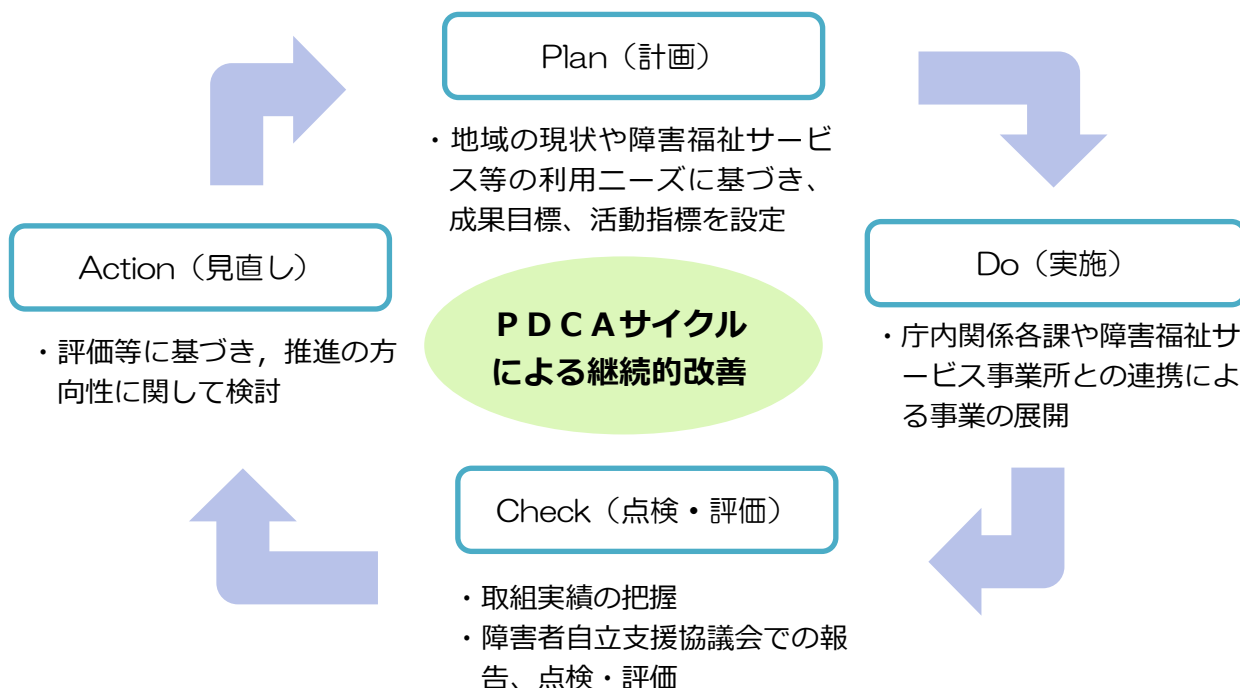 Plan（計画）
・地域の現状や障害福祉サービ
ス等の利用ニーズに基づき、
成果目標、活動指標を設定
Do（実施）
・庁内関係各課や障害福祉サ
ービス事業所との連携によ
る事業の展開
Check（点検・評価）
・取組実績の把握
・障害者自立支援協議会での報
告、点検・評価
Action（見直し）
・評価等に基づき，推進の方
向性に関して検討
ＰＤＣＡサイクル
による継続的改善